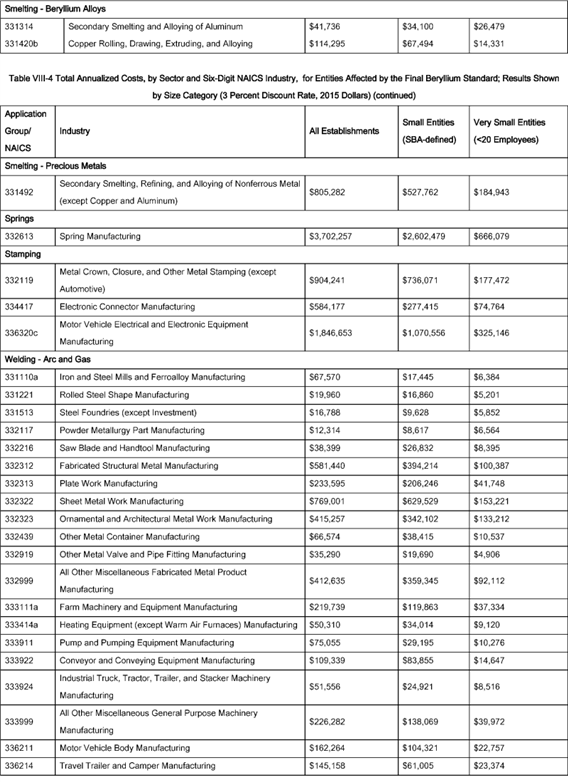 Smelting - Beryllium Alloys
331314 Secondary Smelting and Alloying of Aluminum $41,736 $34,100 $26,479
331420b Copper Rolling, Drawing, Extruding, and Alloying $114,295 $67,494 $14,331
Table VIII-4 Total Annualized Costs, by Sector and Six-Digit NAICS Industry, for Entities Affected by the Final Beryllium Standard; Results Shown
by Size Category (3 Percent Discount Rate, 2015 Dollars) (continued)
Application
Group/
NAICS
Industry
All Establishments
Small Entities
(SBA-defined)
Very Small Entities
(<20 Employees)
Smelting - Precious Metals
331492 Secondary Smelting, Refining, and Alloying of Nonferrous Metal
(except Copper and Aluminum) $805,282 $527,762 $184,943
Springs
332613 Spring Manufacturing $3,702,257 $2,602,479 $666,079
Stamping
332119 Metal Crown, Closure, and Other Metal Stamping (except
Automotive) $904,241 $736,071 $177,472
334417 Electronic Connector Manufacturing $584,177 $277,415 $74,764
336320c Motor Vehicle Electrical and Electronic Equipment
Manufacturing $1,846,653 $1,070,556 $325,146
Welding - Arc and Gas
331110a Iron and Steel Mills and Ferroalloy Manufacturing $67,570 $17,445 $6,384
331221 Rolled Steel Shape Manufacturing $19,960 $16,860 $5,201
331513 Steel Foundries (except Investment) $16,788 $9,628 $5,852
332117 Powder Metallurgy Part Manufacturing $12,314 $8,617 $6,564
332216 Saw Blade and Handtool Manufacturing $38,399 $26,832 $8,395
332312 Fabricated Structural Metal Manufacturing $581,440 $394,214 $100,387
332313 Plate Work Manufacturing $233,595 $206,246 $41,748
332322 Sheet Metal Work Manufacturing $769,001 $629,529 $153,221
332323 Ornamental and Architectural Metal Work Manufacturing $415,257 $342,102 $133,212
332439 Other Metal Container Manufacturing $66,574 $38,415 $10,537
332919 Other Metal Valve and Pipe Fitting Manufacturing $35,290 $19,690 $4,906
332999 All Other Miscellaneous Fabricated Metal Product
Manufacturing $412,635 $359,345 $92,112
333111a Farm Machinery and Equipment Manufacturing $219,739 $119,863 $37,334
333414a Heating Equipment (except Warm Air Furnaces) Manufacturing $50,310 $34,014 $9,120
333911 Pump and Pumping Equipment Manufacturing $75,055 $29,195 $10,276
333922 Conveyor and Conveying Equipment Manufacturing $109,339 $83,855 $14,647
333924 Industrial Truck, Tractor, Trailer, and Stacker Machinery
Manufacturing $51,556 $24,921 $8,516
333999 All Other Miscellaneous General Purpose Machinery
Manufacturing $226,282 $138,069 $39,972
336211 Motor Vehicle Body Manufacturing $162,264 $104,321 $22,757
336214 Travel Trailer and Camper Manufacturing $145,158 $61,005 $23,374